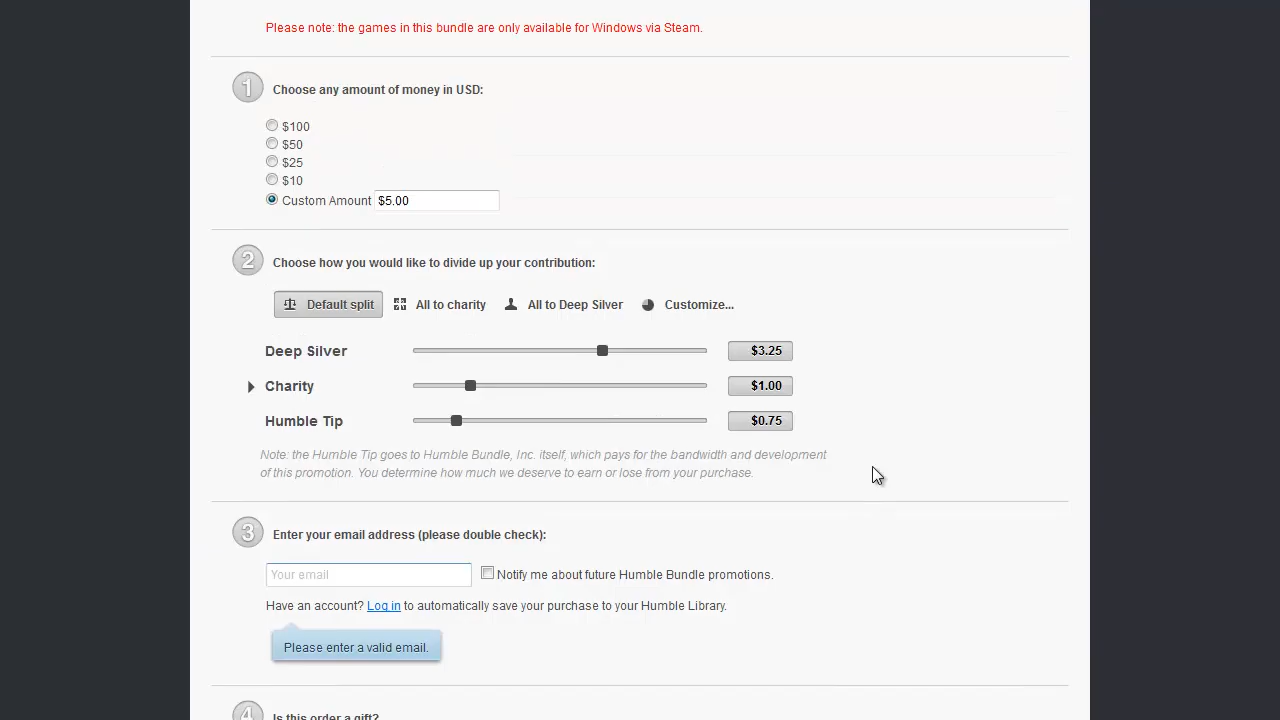 Please note: the games in this bundle are only available for Windows via Steam.
1 Choose any amount of money in USD:
$100
$50
$25
$10
Custom Amount $5.00
2 Choose how you would like to divide up your contribution:
Default split All to charity All to Deep Silver Customize...
Deep Silver $3.25
Charity $1.00
Humble Tip $0.75
Note: the Humble Tip goes to Humble Bundle, Inc. itself, which pays for the bandwidth and development
of this promotion. You determine how much we deserve to earn or lose from your purchase.
3 Enter your email address (please double check):
Your email Notify me about future Humble Bundle promotions.
Have an account? Log in to automatically save your purchase to your Humble Library.
Please enter a valid email.
4 Is this order a gift?